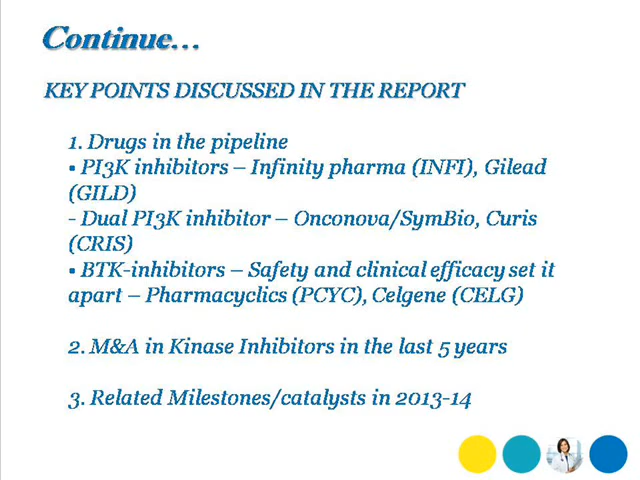 Continue...
KEY POINTS DISCUSSED IN THE REPORT
1. Drugs in the pipeline
▪ PI3K inhibitors – Infinity pharma (INFI), Gilead
(GILD)
- Dual PI3K inhibitor – Onconova/SymBio, Curis
(CRIS)
▪ BTK-inhibitors – Safety and clinical efficacy set it
apart – Pharmacyclics (PCYC), Celgene (CELG)
2. M&A in Kinase Inhibitors in the last 5 years
3. Related Milestones/catalysts in 2013-14